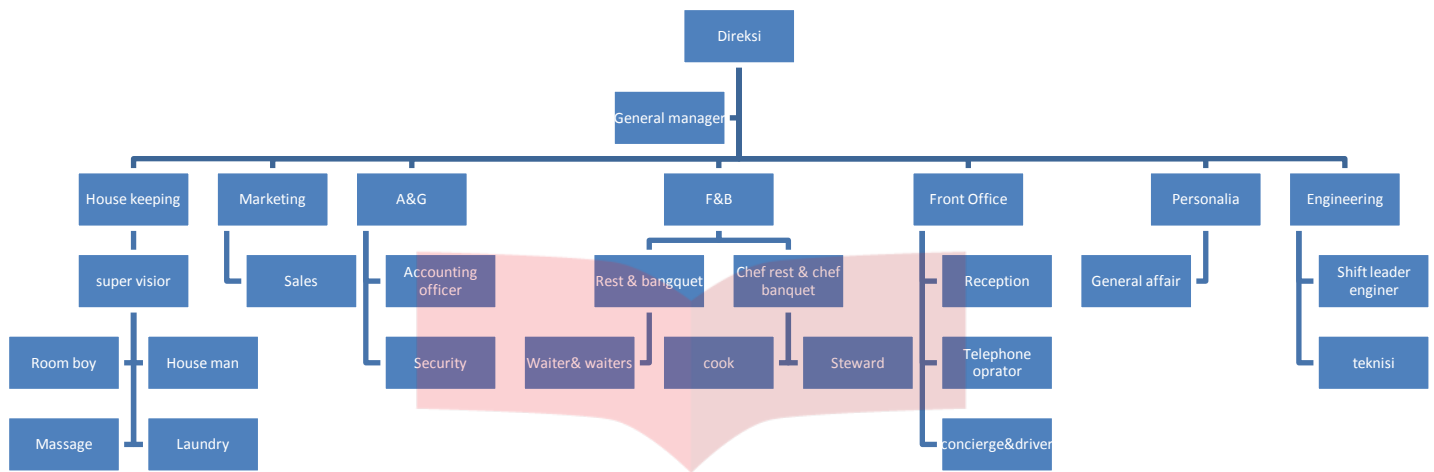 Direksi
General manager
House keeping
Marketing
A&G
F&B
Front Office
Personalia
Engineering
super visior
Sales
Accounting
officer
Rest & bangquet
Chef rest & chef
banquet
Reception
General affair
Shift leader
enginer
Room boy
House man
Security
Waiter& waiters
cook
Steward
Telephone
oprator
teknisi
Massage
Laundry
concierge&driver